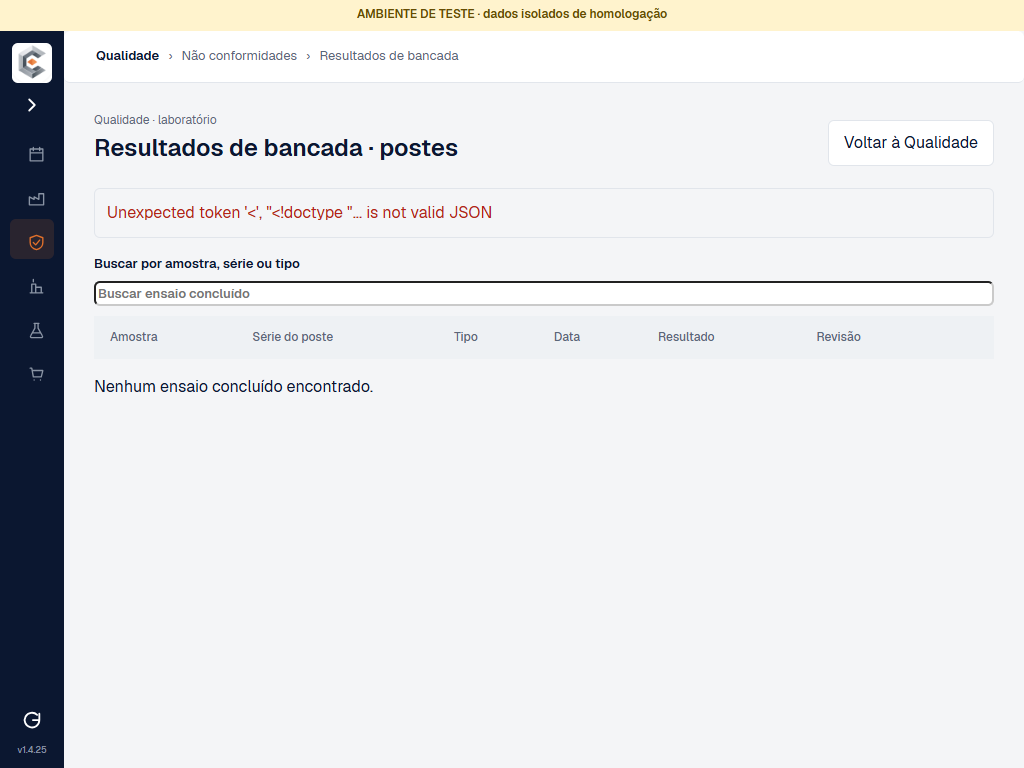 AMBIENTE DE TESTE · dados isolados de homologação
Qualidade › Não conformidades › Resultados de bancada
Qualidade · laboratório
Resultados de bancada · postes
Voltar à Qualidade
Unexpected token '<', "<!doctype "... is not valid JSON
Buscar por amostra, série ou tipo
Buscar ensaio concluído
Amostra Série do poste Tipo Data Resultado Revisão
Nenhum ensaio concluído encontrado.
v1.4.25